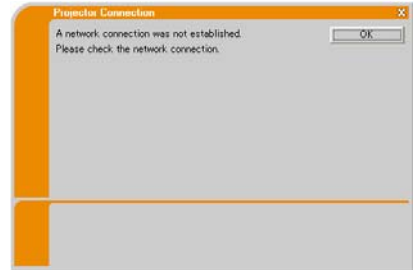 Projector Connection
A network connection was not established.
OK
Please check the network connection.